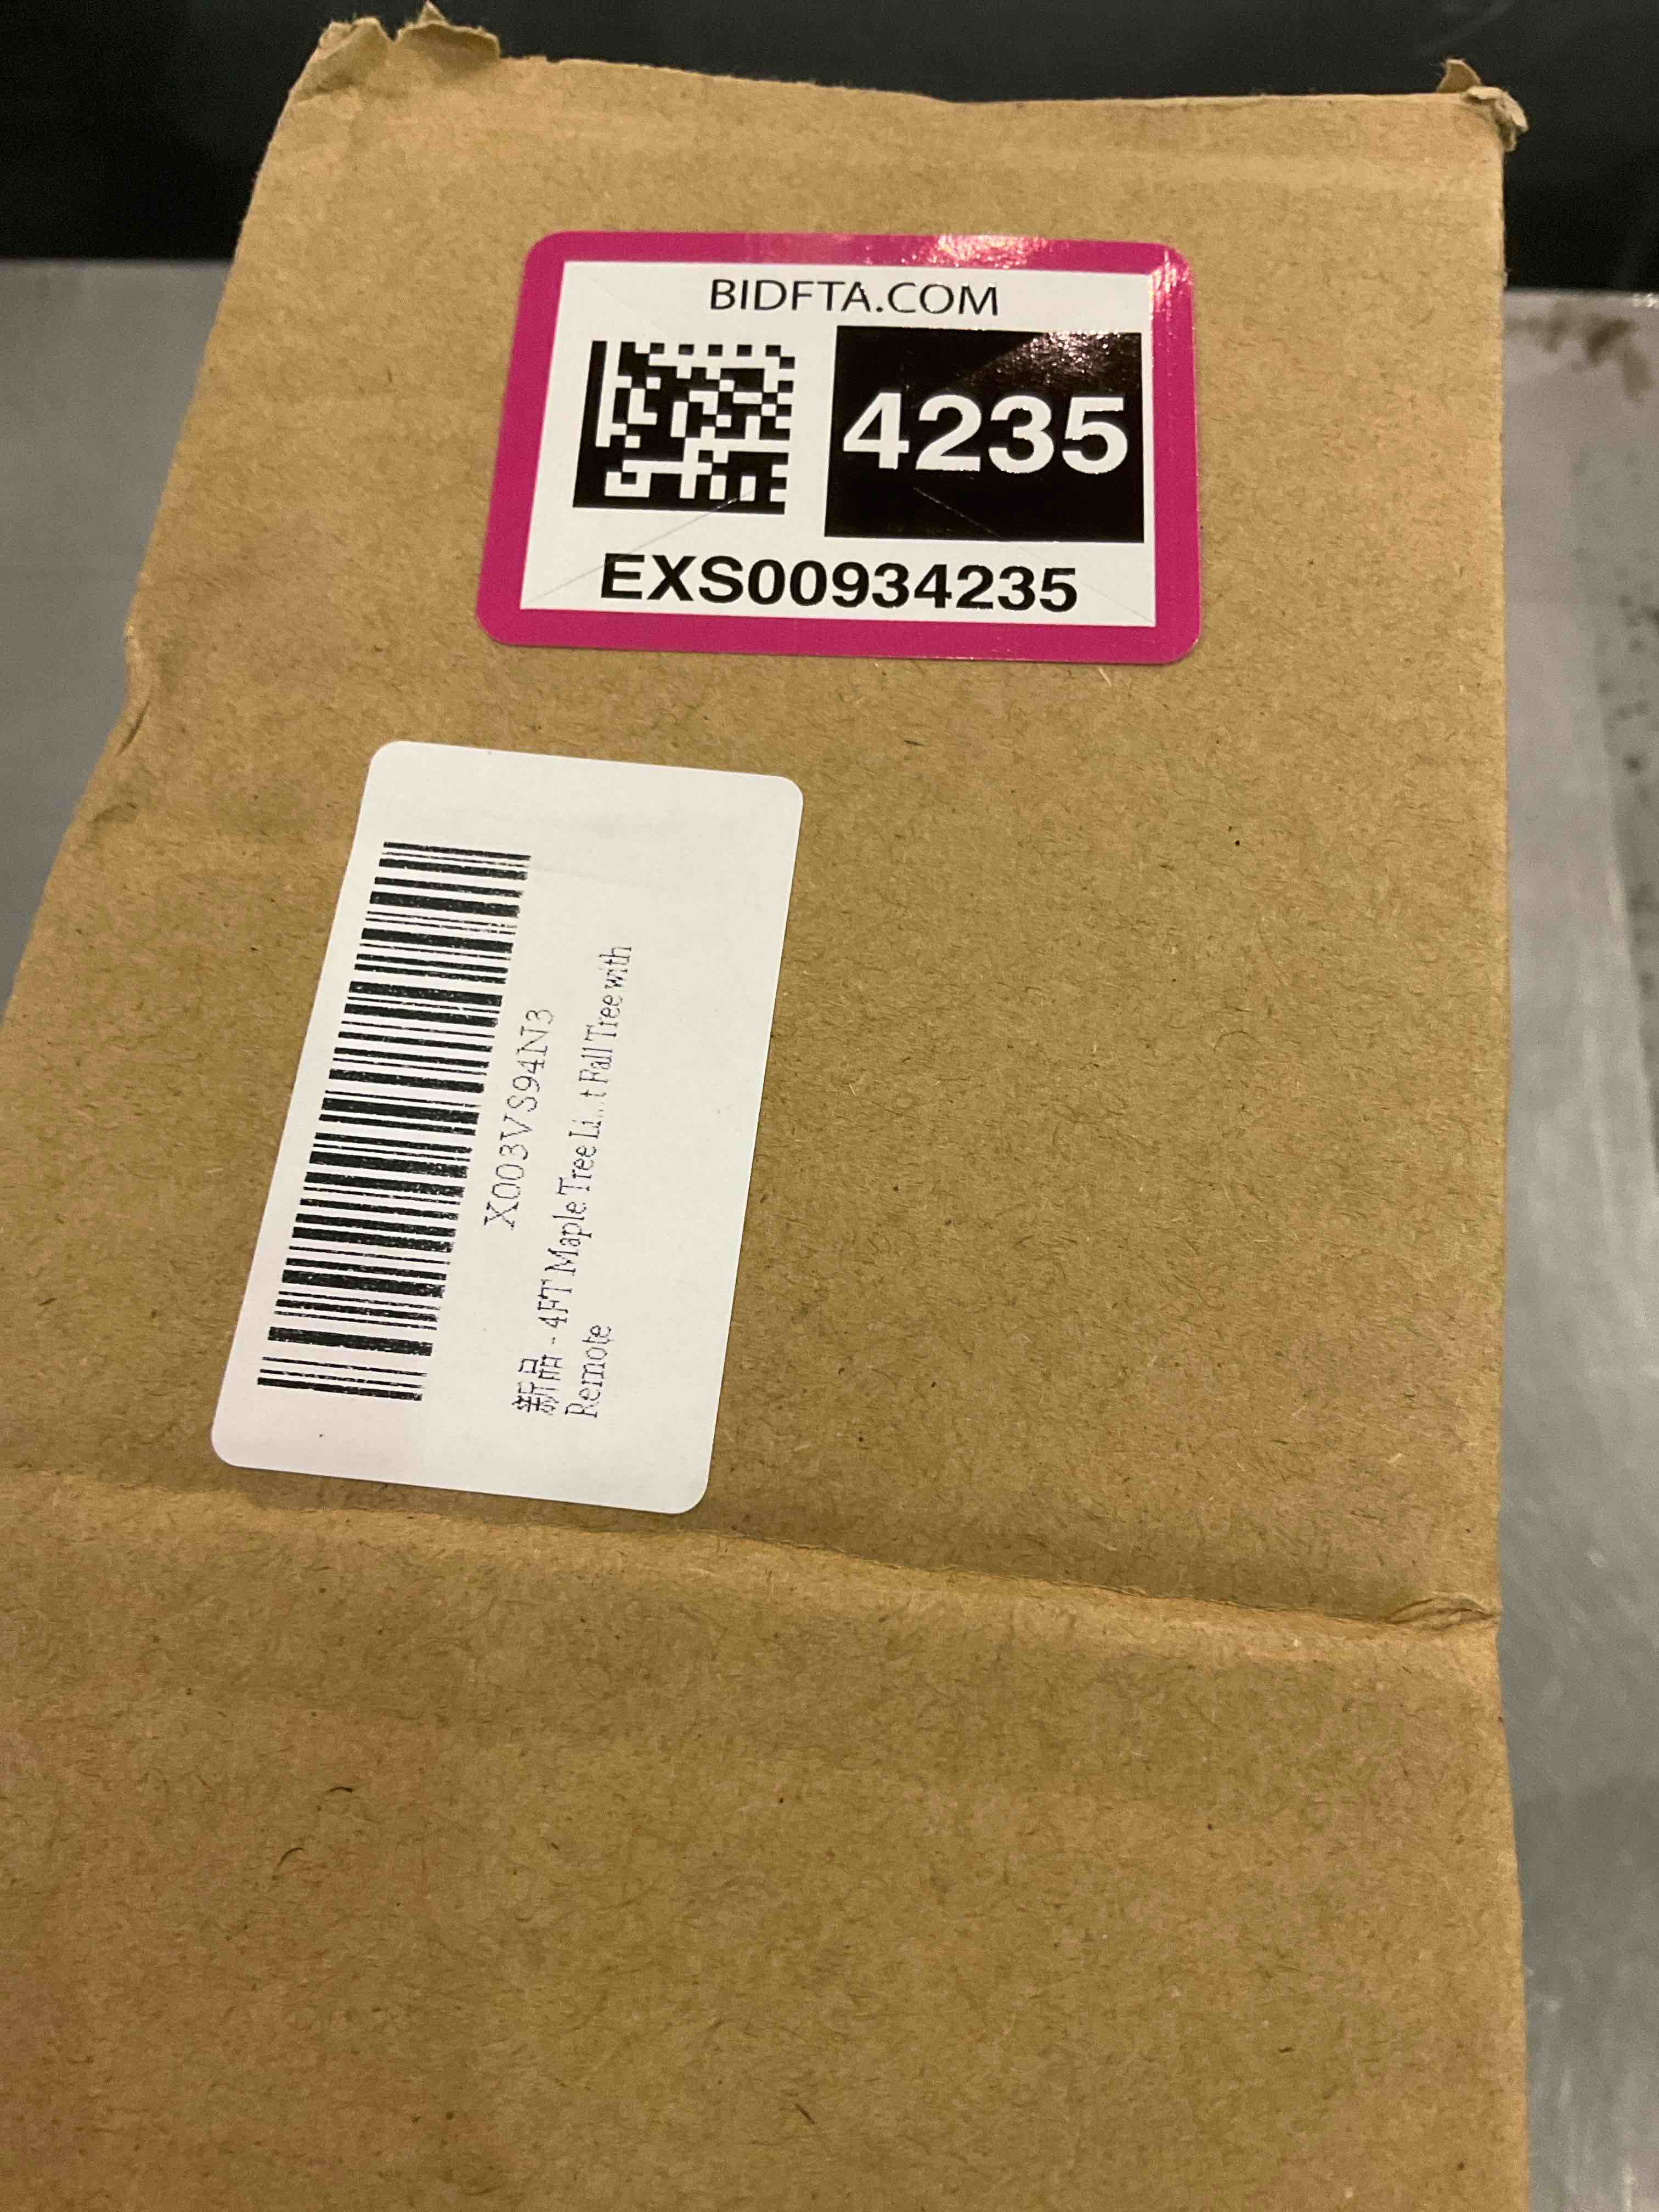 BIDFTA.COM
4235
EXS00934235
X003VS94N3
新品 - 4FT Maple Tree Li...t Fall Tree with
Remote